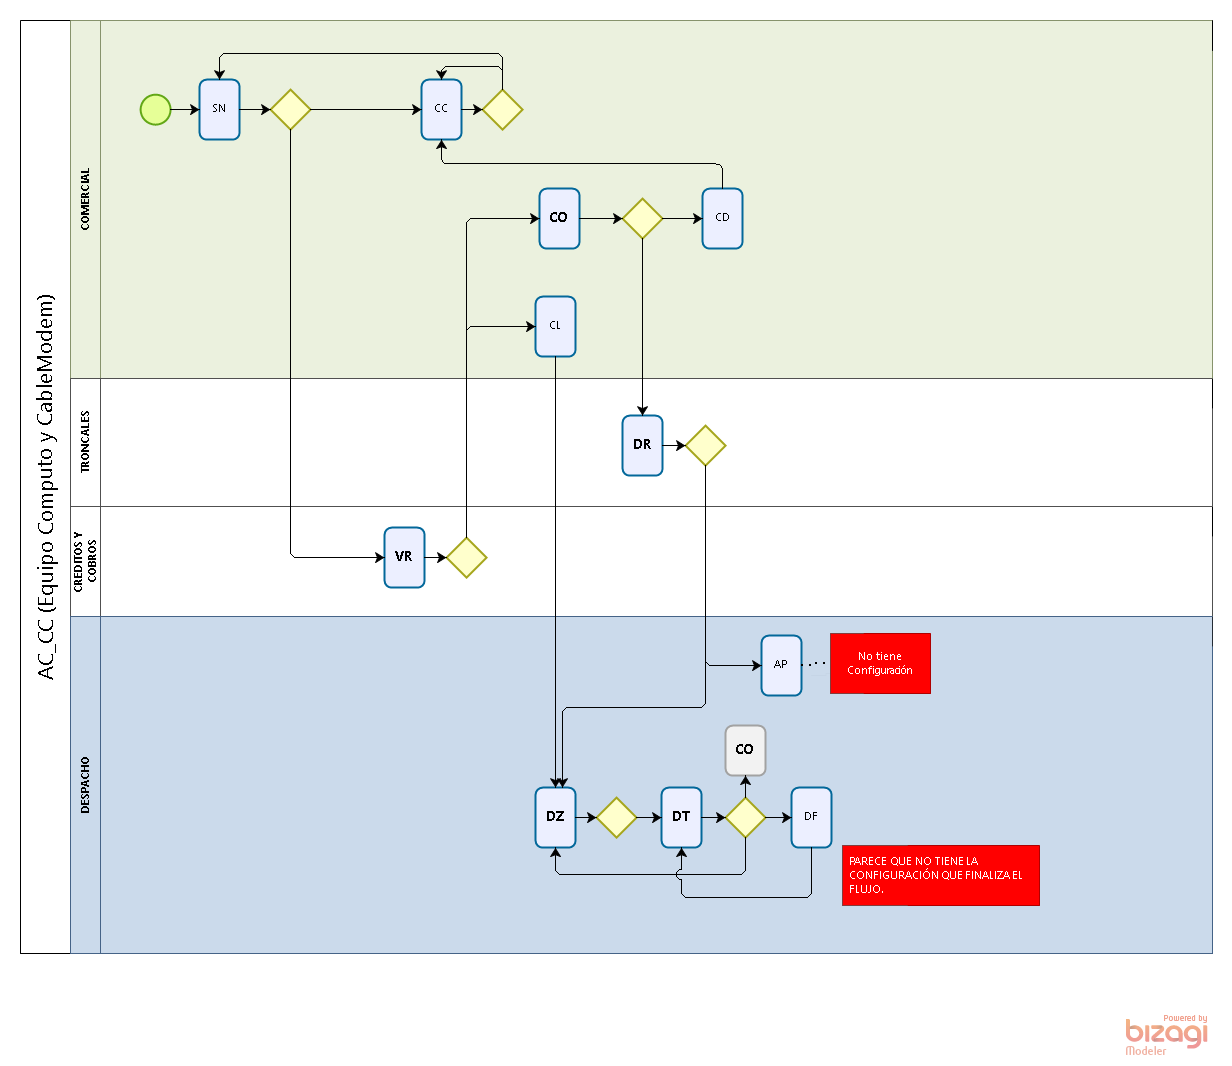 AC_CC (Equipo Computo y CableModem)
COMERCIAL
SN
CC
CO
CD
CL
TRONCALES
DR
CREDITOS Y
COBROS
VR
DESPACHO
AP
No tiene
Configuración
CO
DZ
DT
DF
PARECE QUE NO TIENE LA
CONFIGURACIÓN QUE FINALIZA EL
FLUJO.
Powered by
bizagi
Modeler